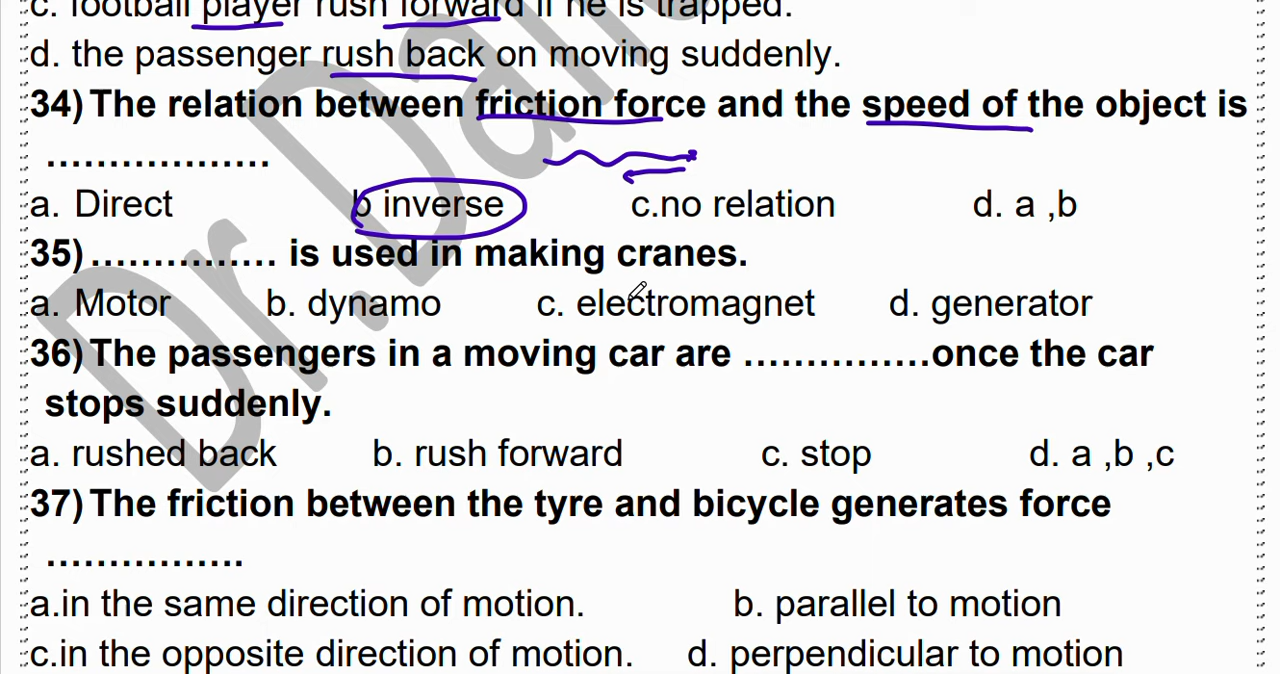 c. football player rush forward if he is trapped.
d. the passenger rush back on moving suddenly.
34) The relation between friction force and the speed of the object is
………………
a. Direct b inverse c.no relation d. a ,b
35) …………… is used in making cranes.
a. Motor b. dynamo c. electromagnet d. generator
36) The passengers in a moving car are ……………once the car
stops suddenly.
a. rushed back b. rush forward c. stop d. a ,b ,c
37) The friction between the tyre and bicycle generates force
…………….
a.in the same direction of motion. b. parallel to motion
c.in the opposite direction of motion. d. perpendicular to motion